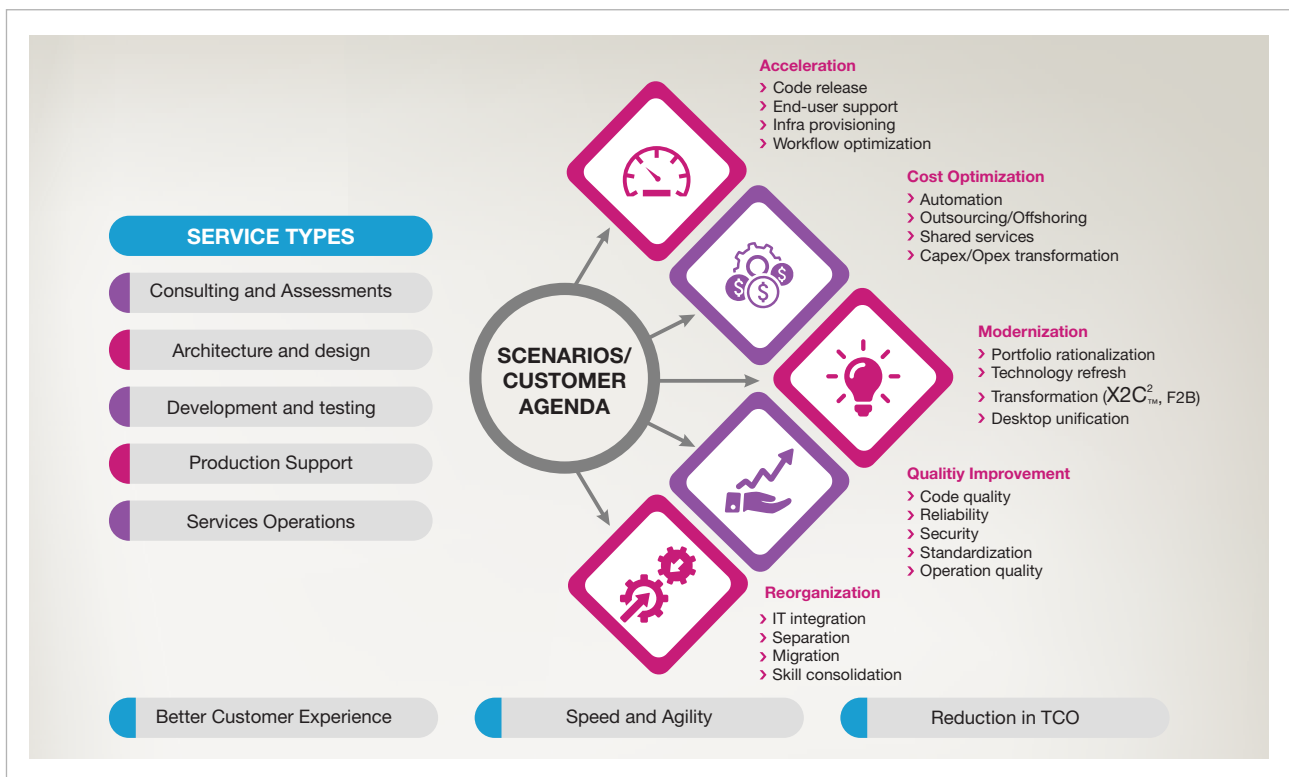 SERVICE TYPES
Consulting and Assessments
Architecture and design
Development and testing
Production Support
Services Operations
SCENARIOS/
CUSTOMER
AGENDA
Acceleration
› Code release
› End-user support
› Infra provisioning
› Workflow optimization
Cost Optimization
› Automation
› Outsourcing/Offshoring
› Shared services
› Capex/Opex transformation
Modernization
› Portfolio rationalization
› Technology refresh
› Transformation (X2C²™, F2B)
› Desktop unification
Qualitiy Improvement
› Code quality
› Reliability
› Security
› Standardization
› Operation quality
Reorganization
› IT integration
› Separation
› Migration
› Skill consolidation
$
$
$
Better Customer Experience
Speed and Agility
Reduction in TCO